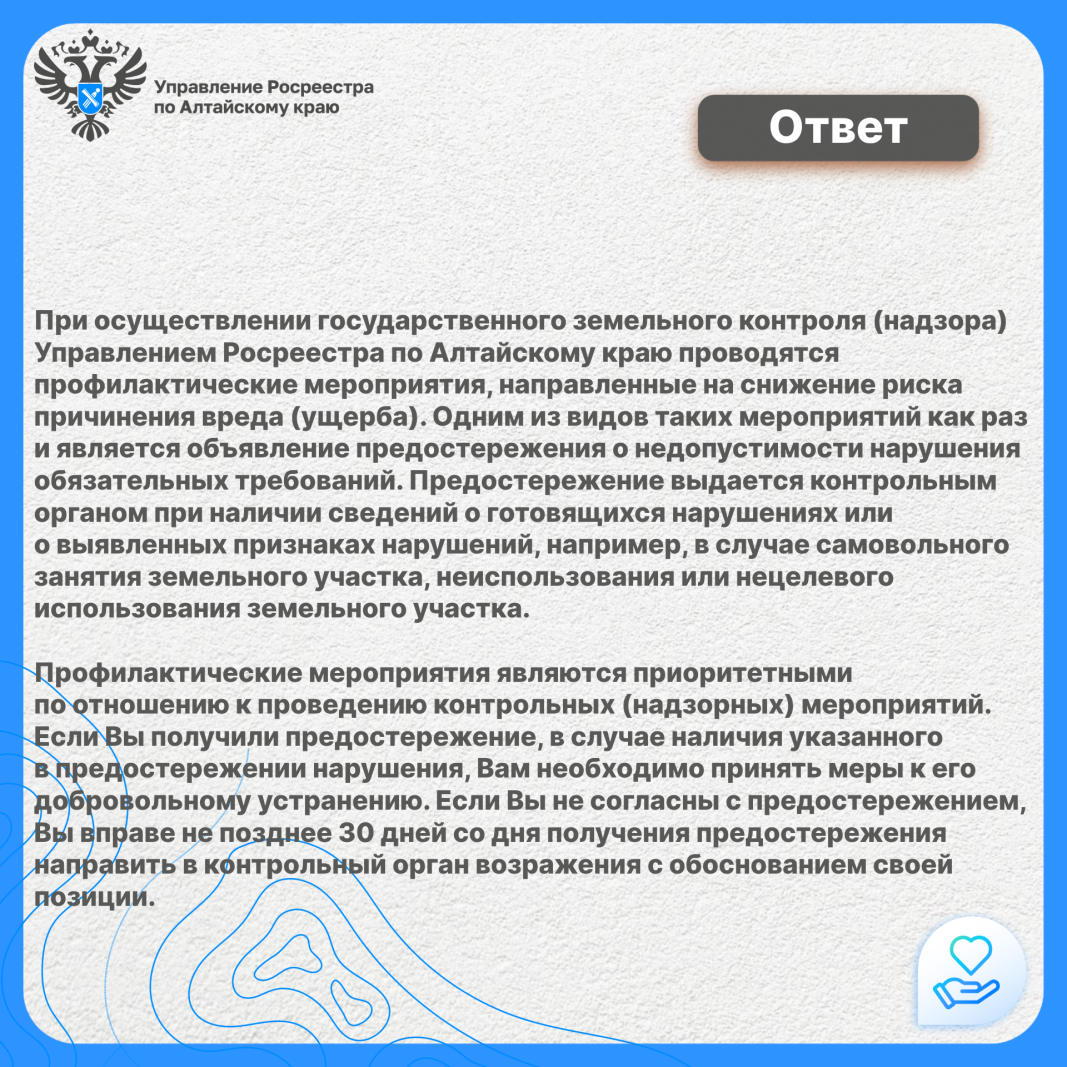 Управление Росреестра
по Алтайскому краю
Ответ
При осуществлении государственного земельного контроля (надзора)
Управлением Росреестра по Алтайскому краю проводятся
профилактические мероприятия, направленные на снижение риска
причинения вреда (ущерба). Одним из видов таких мероприятий как раз
и является объявление предостережения о недопустимости нарушения
обязательных требований. Предостережение выдается контрольным
органом при наличии сведений о готовящихся нарушениях или
о выявленных признаках нарушений, например, в случае самовольного
занятия земельного участка, неиспользования или нецелевого
использования земельного участка.
Профилактические мероприятия являются приоритетными
по отношению к проведению контрольных (надзорных) мероприятий.
Если Вы получили предостережение, в случае наличия указанного
в предостережении нарушения, Вам необходимо принять меры к его
добровольному устранению. Если Вы не согласны с предостережением,
Вы вправе не позднее 30 дней со дня получения предостережения
направить в контрольный орган возражения с обоснованием своей
позиции.